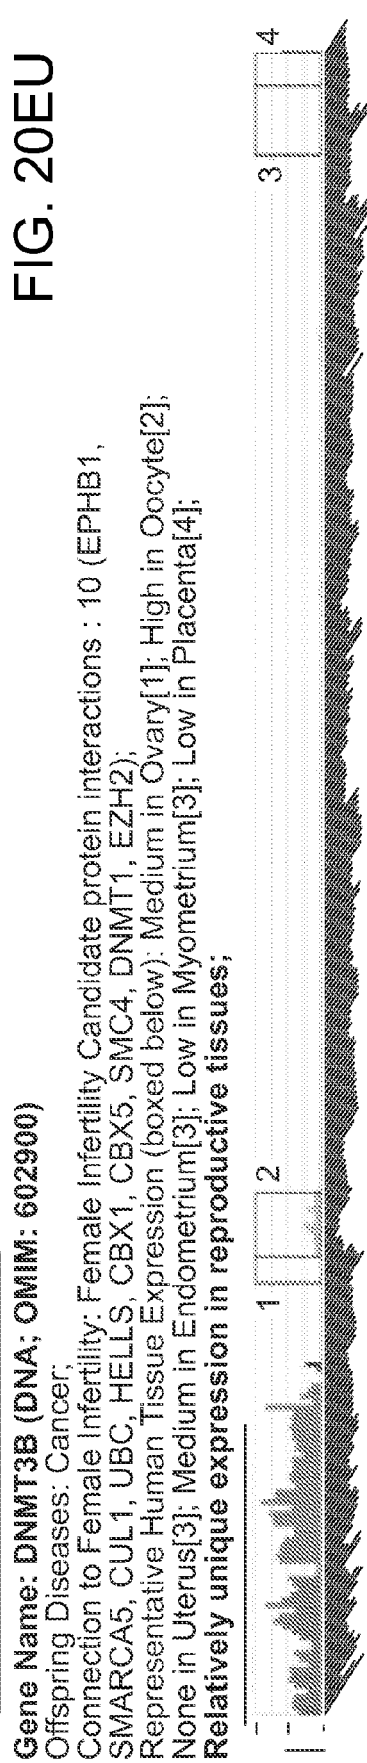 FIG. 20EU
Gene Name: DNMT3B (DNA; OMIM: 602900)
Offspring Diseases: Cancer;
Connection to Female Infertility: Female Infertility Candidate protein interactions : 10 (EPHB1,
SMARCA5, CUL1, UBC, HELLS, CBX1, CBX5, SMC4, DNMT1, EZH2);
Representative Human Tissue Expression (boxed below): Medium in Ovary[1]; High in Oocyte[2];
None in Uterus[3]; Medium in Endometrium[3]; Low in Myometrium[3]; Low in Placenta[4];
Relatively unique expression in reproductive tissues;
1
2
3
4